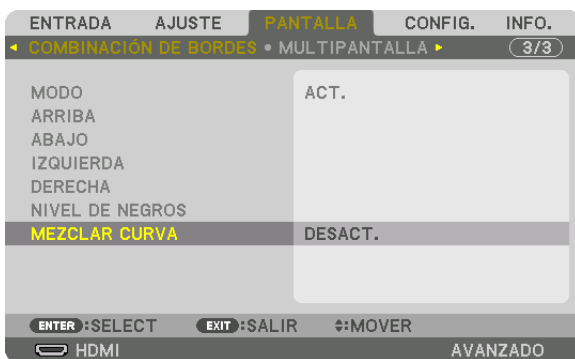 ENTRADA AJUSTE PANTALLA CONFIG. INFO.
COMBINACIÓN DE BORDES • MULTIPANTALLA 3/3
MODO ACT.
ARRIBA
ABAJO
IZQUIERDA
DERECHA
NIVEL DE NEGROS
MEZCLAR CURVA DESACT.
ENTER :SELECT EXIT :SALIR :MOVER
HDMI AVANZADO